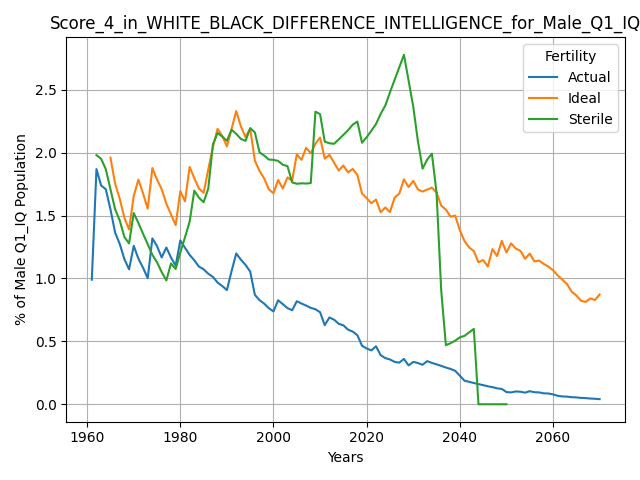 Score_4_in_WHITE_BLACK_DIFFERENCE_INTELLIGENCE_for_Male_Q1_IQ
Fertility
Actual
Ideal
Sterile
% of Male Q1_IQ Population
2.5
2.0
1.5
1.0
0.5
0.0
1960 1980 2000 2020 2040 2060
Years